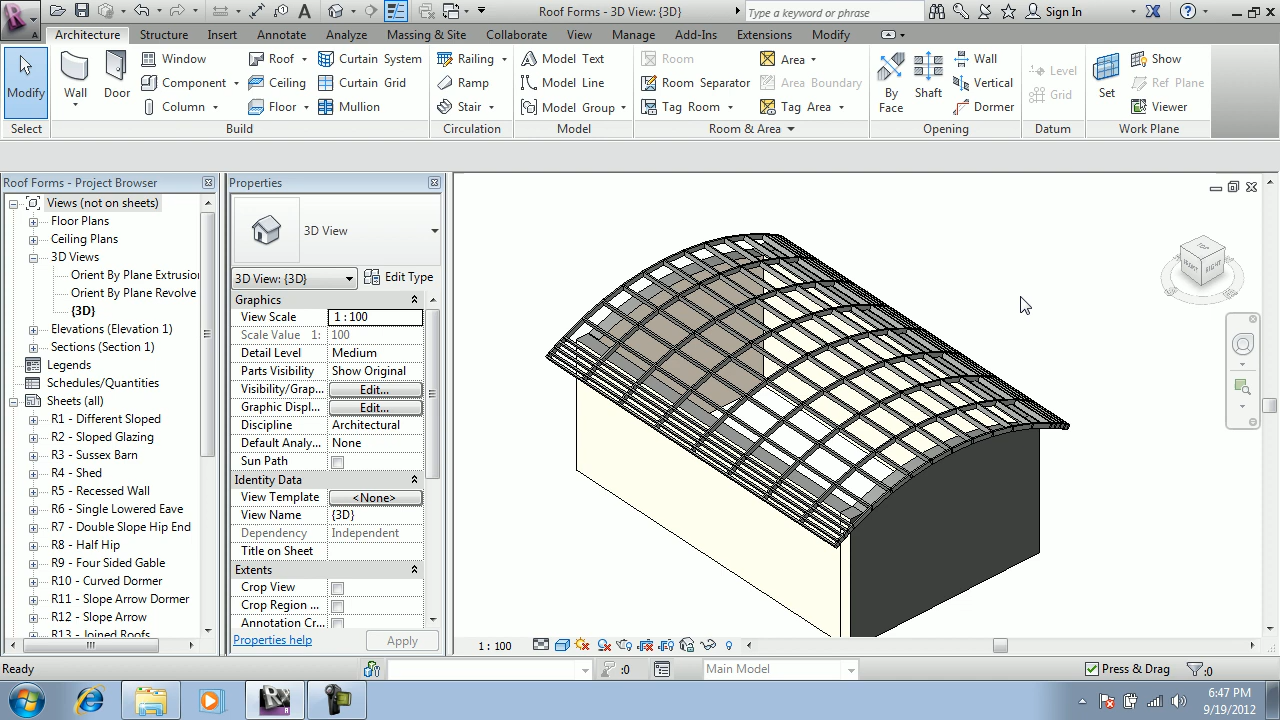 Roof Forms - 3D View: {3D}
Type a keyword or phrase
Sign In
Architecture Structure Insert Annotate Analyze Massing & Site Collaborate View Manage Add-Ins Extensions Modify
Modify
Wall
Door
Window
Component
Column
Roof
Ceiling
Floor
Curtain System
Curtain Grid
Mullion
Railing
Ramp
Stair
Model Text
Model Line
Model Group
Room
Room Separator
Tag Room
Area
Area Boundary
Tag Area
By
Face
Shaft
Wall
Vertical
Dormer
Level
Grid
Set
Show
Ref Plane
Viewer
Select Build Circulation Model Room & Area Opening Datum Work Plane
Roof Forms - Project Browser
Views (not on sheets)
Floor Plans
Ceiling Plans
3D Views
Orient By Plane Extrusion
Orient By Plane Revolve
{3D}
Elevations (Elevation 1)
Sections (Section 1)
Legends
Schedules/Quantities
Sheets (all)
R1 - Different Sloped
R2 - Sloped Glazing
R3 - Sussex Barn
R4 - Shed
R5 - Recessed Wall
R6 - Single Lowered Eave
R7 - Double Slope Hip End
R8 - Half Hip
R9 - Four Sided Gable
R10 - Curved Dormer
R11 - Slope Arrow Dormer
R12 - Slope Arrow
R13 - Joined Roofs
Properties
3D View
3D View: {3D} Edit Type
Graphics
View Scale 1 : 100
Scale Value 1: 100
Detail Level Medium
Parts Visibility Show Original
Visibility/Grap... Edit...
Graphic Displ... Edit...
Discipline Architectural
Default Analy... None
Sun Path
Identity Data
View Template <None>
View Name {3D}
Dependency Independent
Title on Sheet
Extents
Crop View
Crop Region ...
Annotation Cr...
Properties help Apply
TOP
FRONT
RIGHT
1 : 100
Ready
:0
Main Model
Press & Drag
:0
6:47 PM
9/19/2012